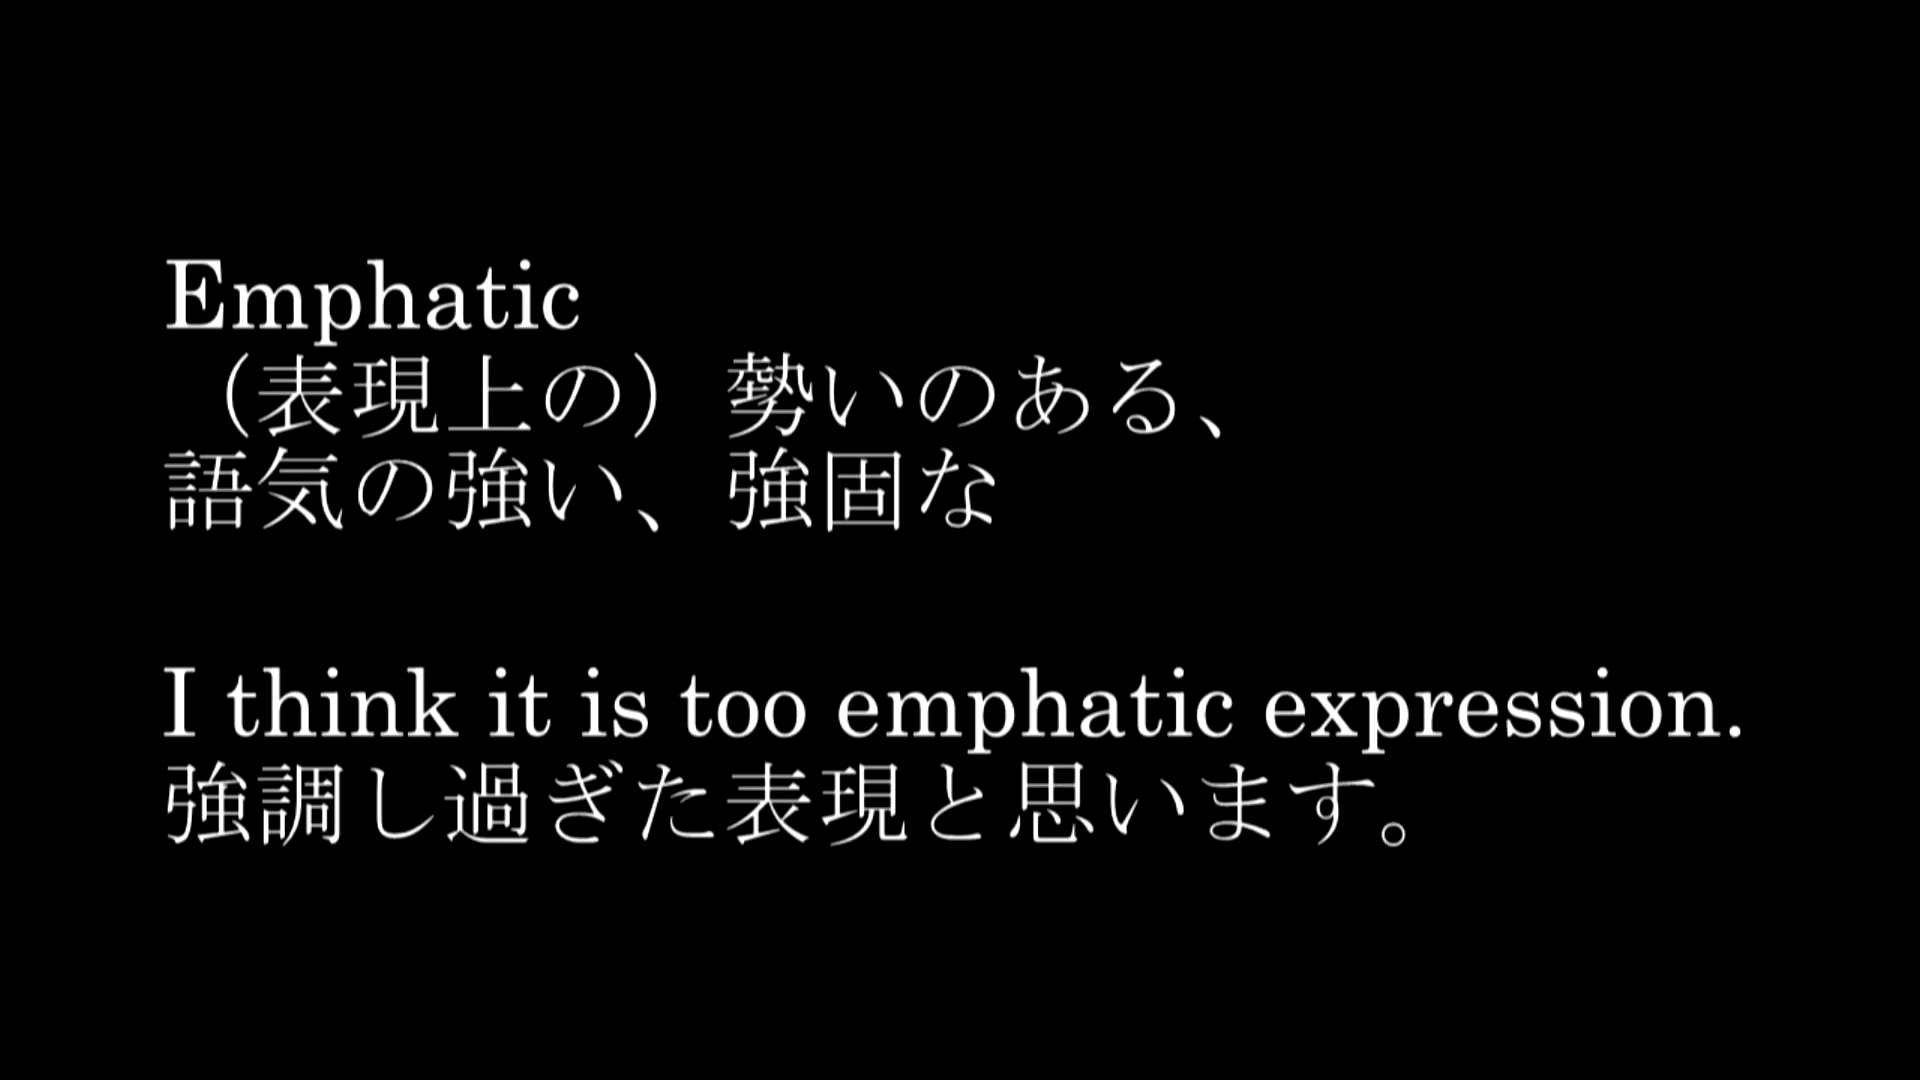 Emphatic
（表現上の）勢いのある、
語気の強い、強固な
I think it is too emphatic expression.
強調し過ぎた表現と思います。